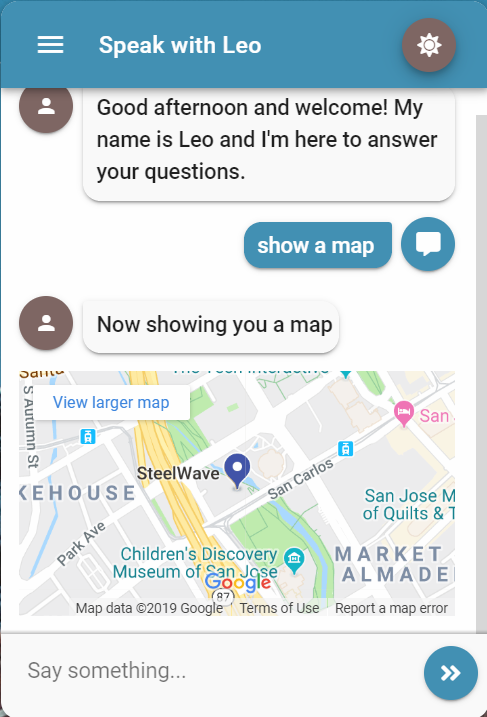 Speak with Leo
Good afternoon and welcome! My
name is Leo and I'm here to answer
your questions.
show a map
Now showing you a map
The Tech Interactive
Santa
View larger map
S Autumn St
San
SteelWave
San Carlos
KEHOUSE
San Jose M
of Quilts & T
Park Ave
Children's Discovery
Museum of San Jose
MARKET
ALMADEN
Google
87
Map data ©2019 Google
Terms of Use
Report a map error
Say something...